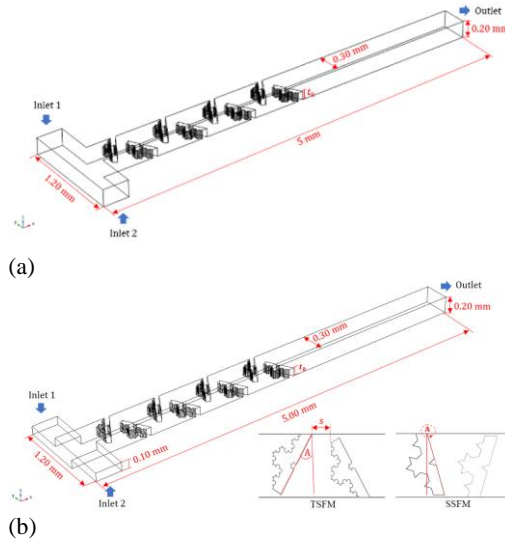 Outlet
0.20 mm
0.30 mm
Inlet 1
5 mm
1.20 mm
Inlet 2
(a)
Outlet
0.20 mm
0.30 mm
Inlet 1
5.00 mm
1.20 mm
0.10 mm
Inlet 2
s
A
A
TSFM
SSFM
(b)